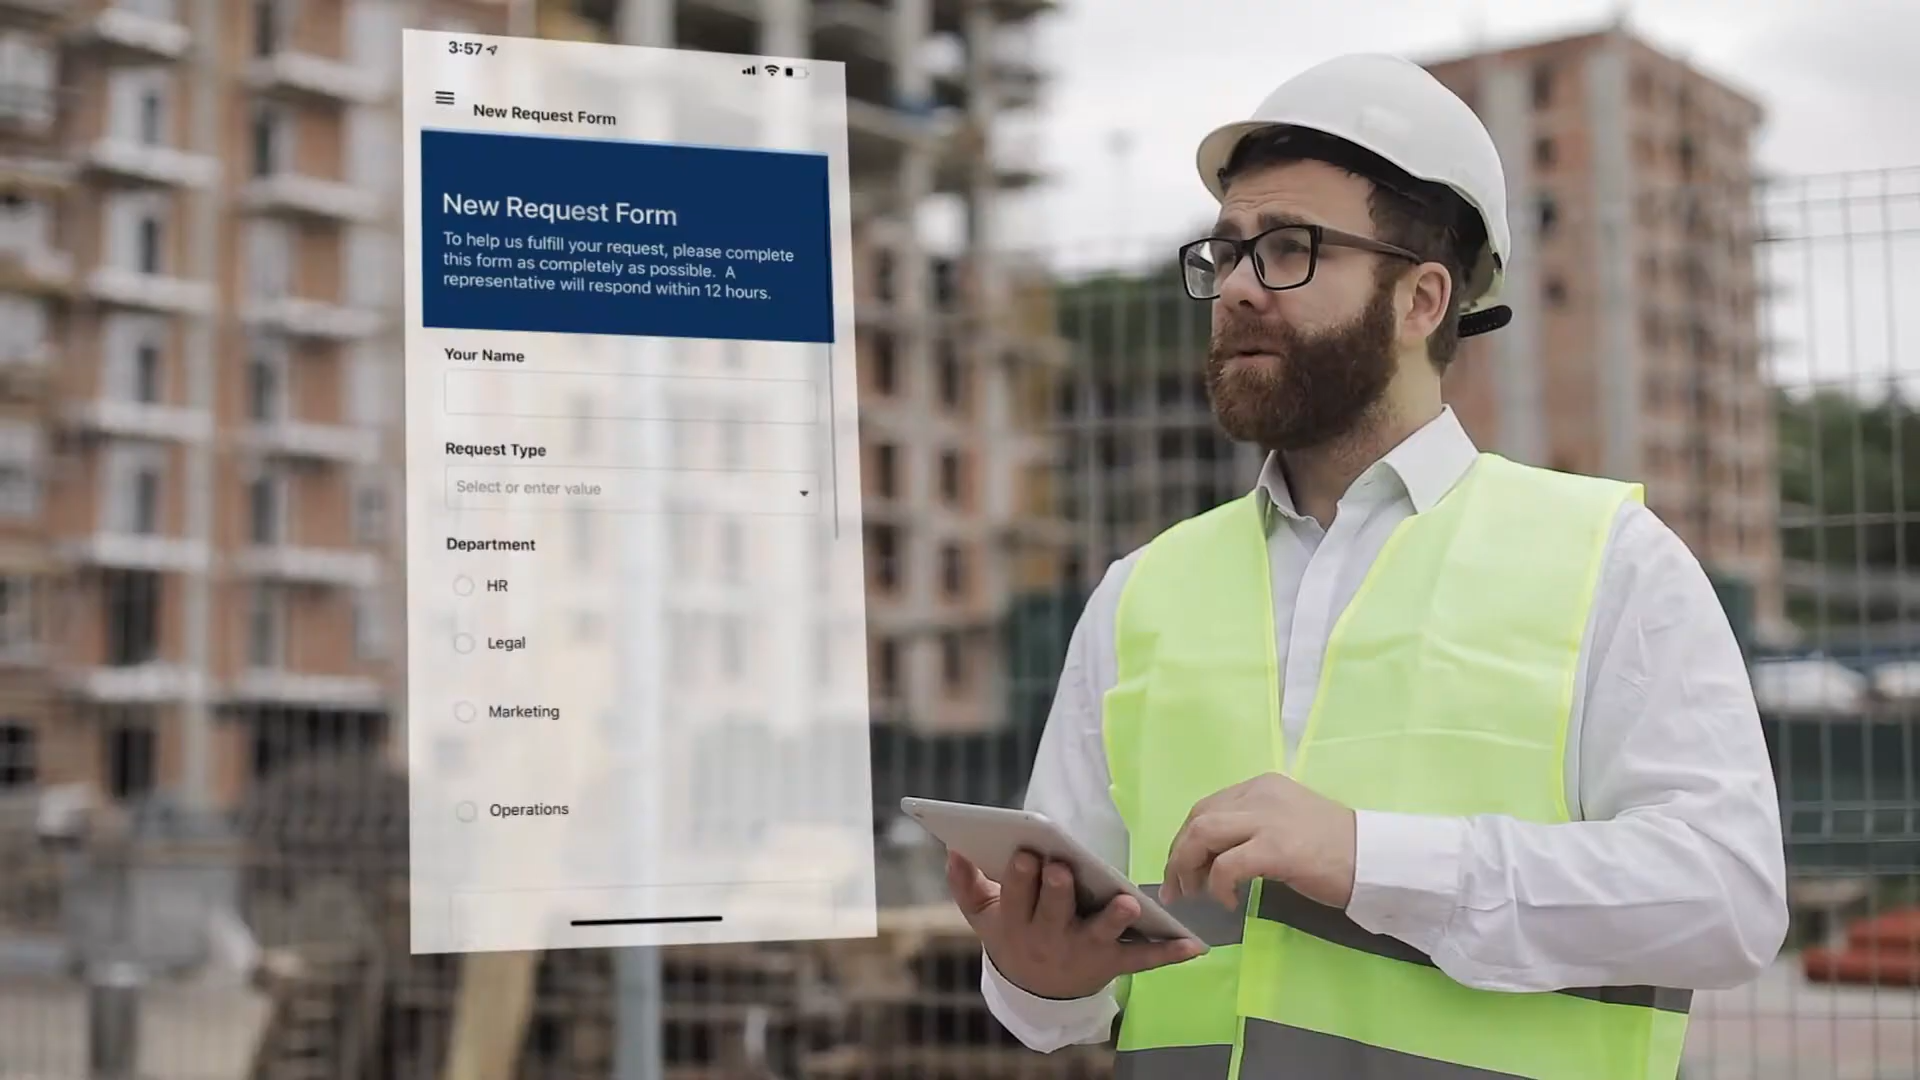 3:57
New Request Form
New Request Form
To help us fulfill your request, please complete
this form as completely as possible.  A
representative will respond within 12 hours.
Your Name
Request Type
Select or enter value
Department
HR
Legal
Marketing
Operations